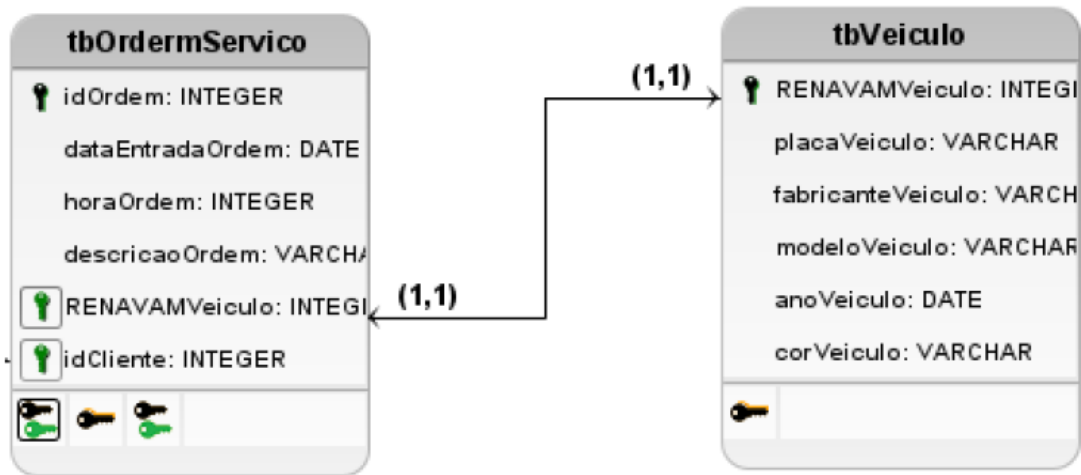 tbOrdermServico
idOrdem: INTEGER
dataEntradaOrdem: DATE
horaOrdem: INTEGER
descricaoOrdem: VARCHA
RENAVAMVeiculo: INTEGI
idCliente: INTEGER
(1,1)
(1,1)
tbVeiculo
RENAVAMVeiculo: INTEGI
placaVeiculo: VARCHAR
fabricanteVeiculo: VARCH
modeloVeiculo: VARCHAR
anoVeiculo: DATE
corVeiculo: VARCHAR